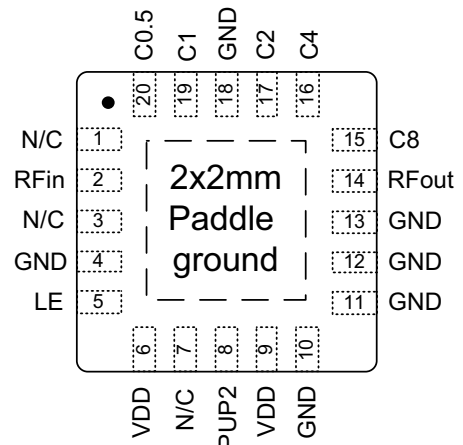 C0.5 C1 GND C2 C4
20 19 18 17 16
N/C 1 15 C8
RFin 2 14 RFout
N/C 3 13 GND
GND 4 12 GND
LE 5 11 GND
2x2mm
Paddle
ground
6 7 8 9 10
VDD N/C PUP2 VDD GND